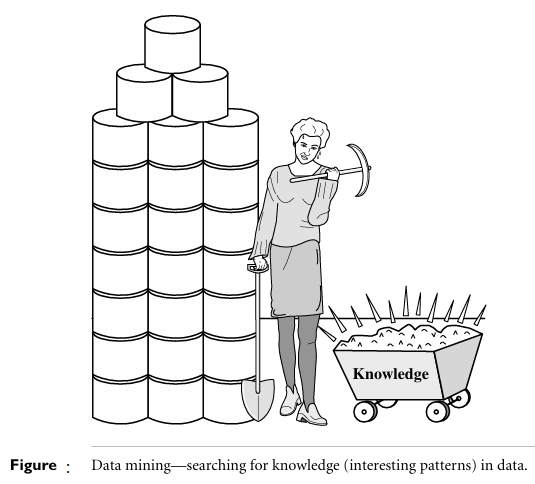 Knowledge
Figure : Data mining—searching for knowledge (interesting patterns) in data.